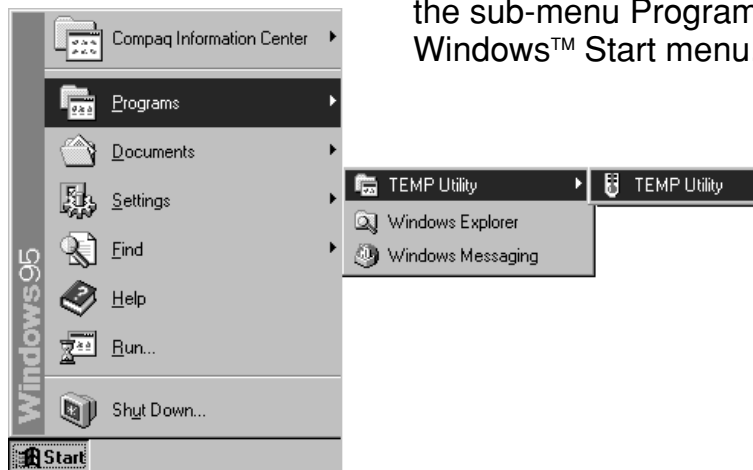 the sub-menu Program
Windows™ Start menu
Compaq Information Center
Programs
Documents
Settings
Find
Help
Run...
Shut Down...
Windows95
Start
TEMP Utility
Windows Explorer
Windows Messaging
TEMP Utility